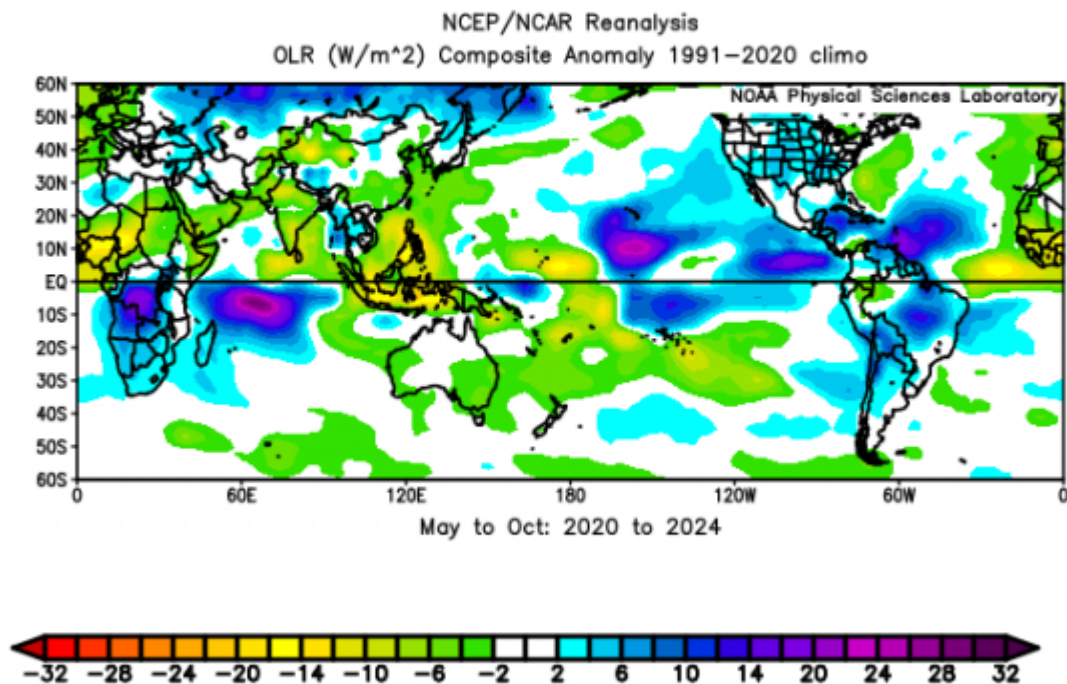 NCEP/NCAR Reanalysis
OLR (W/m^2) Composite Anomaly 1991-2020 climo
NOAA Physical Sciences Laboratory
60N
50N
40N
30N
20N
10N
EQ
10S
20S
30S
40S
50S
60S
0 60E 120E 180 120W 60W 0
May to Oct: 2020 to 2024
-32 -28 -24 -20 -14 -10 -6 -2 2 6 10 14 20 24 28 32